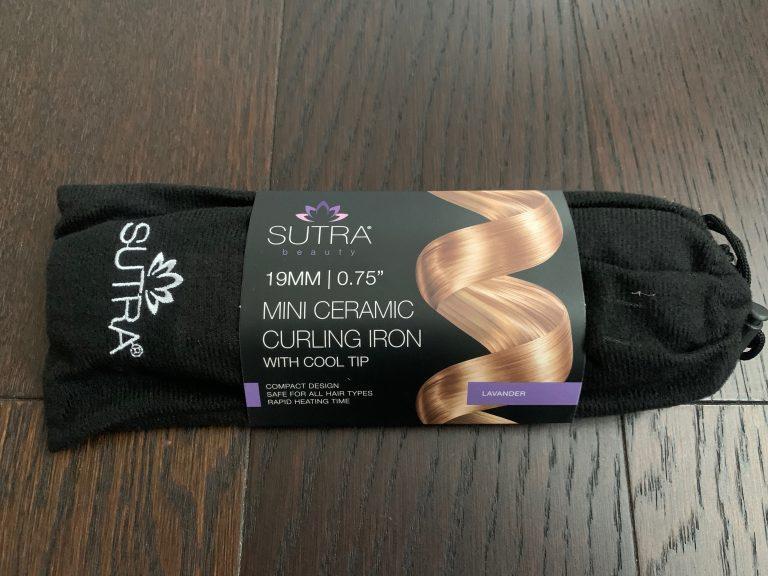 SUTRA®
SUTRA®
beauty
19MM | 0.75”
MINI CERAMIC
CURLING IRON
WITH COOL TIP
COMPACT DESIGN
SAFE FOR ALL HAIR TYPES
RAPID HEATING TIME
LAVANDER